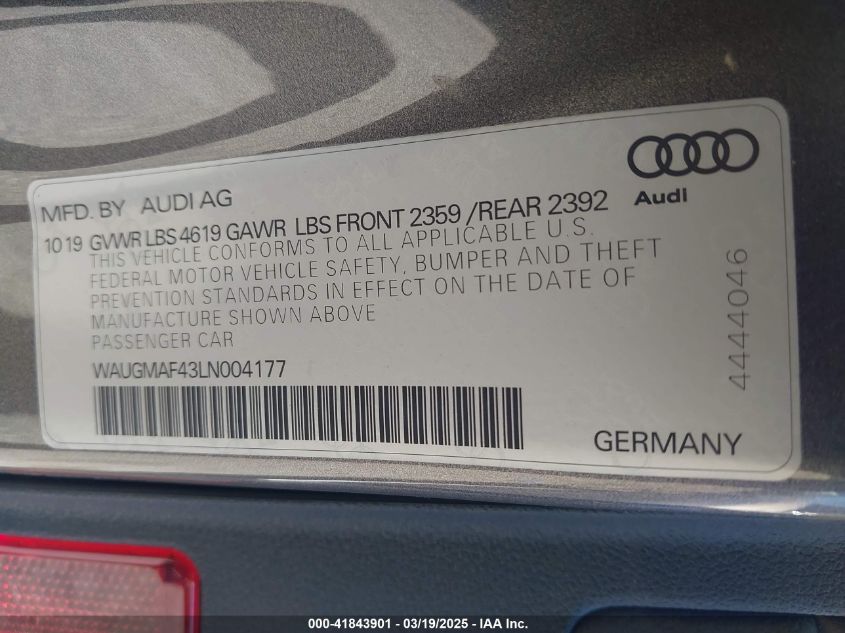 MFD. BY AUDI AG
Audi
10 19 GVWR LBS 4619 GAWR LBS FRONT 2359 /REAR 2392
THIS VEHICLE CONFORMS TO ALL APPLICABLE U.S.
FEDERAL MOTOR VEHICLE SAFETY, BUMPER AND THEFT
PREVENTION STANDARDS IN EFFECT ON THE DATE OF
MANUFACTURE SHOWN ABOVE
PASSENGER CAR
WAUGMAF43LN004177
4444046
GERMANY
000-41843901 - 03/19/2025 - IAA Inc.